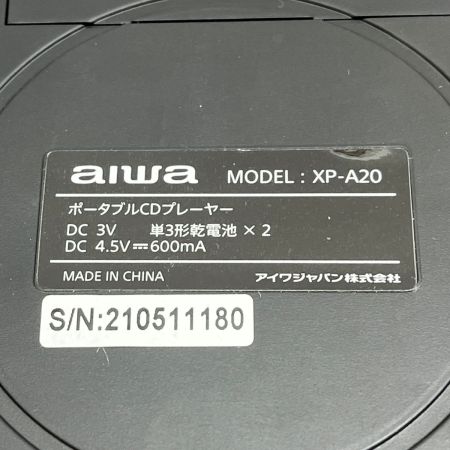 aiwa MODEL : XP-A20
ポータブルCDプレーヤー
DC 3V 単3形乾電池 × 2
DC 4.5V⎓600mA
MADE IN CHINA アイワジャパン株式会社
S/N:210511180